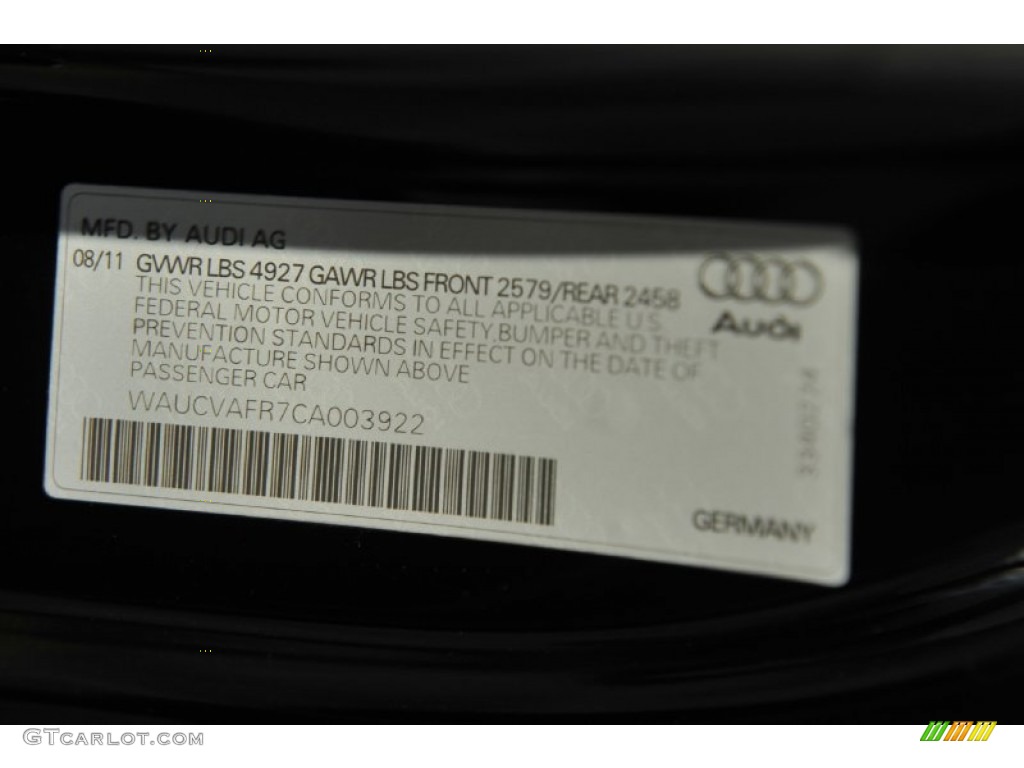 MFD. BY AUDI AG
08/11 GVWR LBS 4927 GAWR LBS FRONT 2579/REAR 2458
THIS VEHICLE CONFORMS TO ALL APPLICABLE U.S.
FEDERAL MOTOR VEHICLE SAFETY,BUMPER AND THEFT
PREVENTION STANDARDS IN EFFECT ON THE DATE OF
MANUFACTURE SHOWN ABOVE
PASSENGER CAR
WAUCVAFR7CA003922
Audi
GERMANY
GTCARLOT.COM